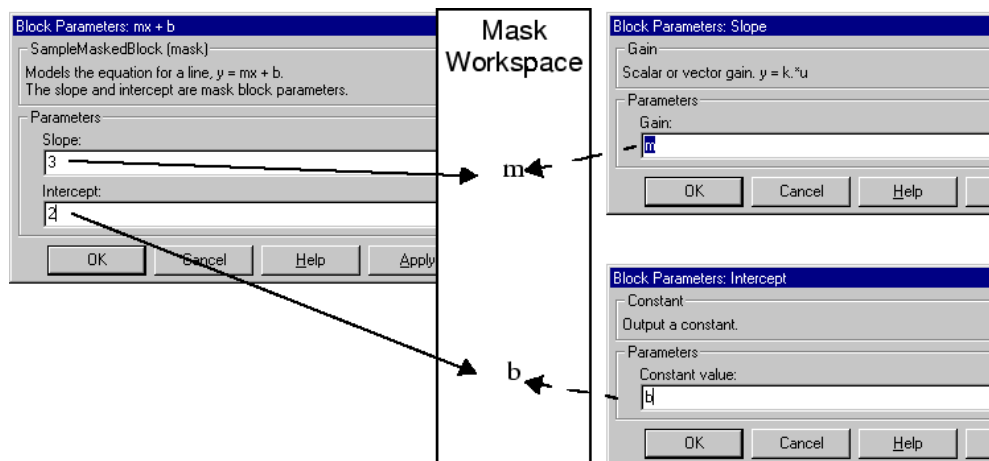 Block Parameters: mx + b
SampleMaskedBlock (mask)
Models the equation for a line, y = mx + b.
The slope and intercept are mask block parameters.
Parameters
Slope:
3
Intercept:
2
OK
Cancel
Help
Apply
Mask
Workspace
m
b
Block Parameters: Slope
Gain
Scalar or vector gain. y = k.*u
Parameters
Gain:
m
OK
Cancel
Help
Block Parameters: Intercept
Constant
Output a constant.
Parameters
Constant value:
b
OK
Cancel
Help